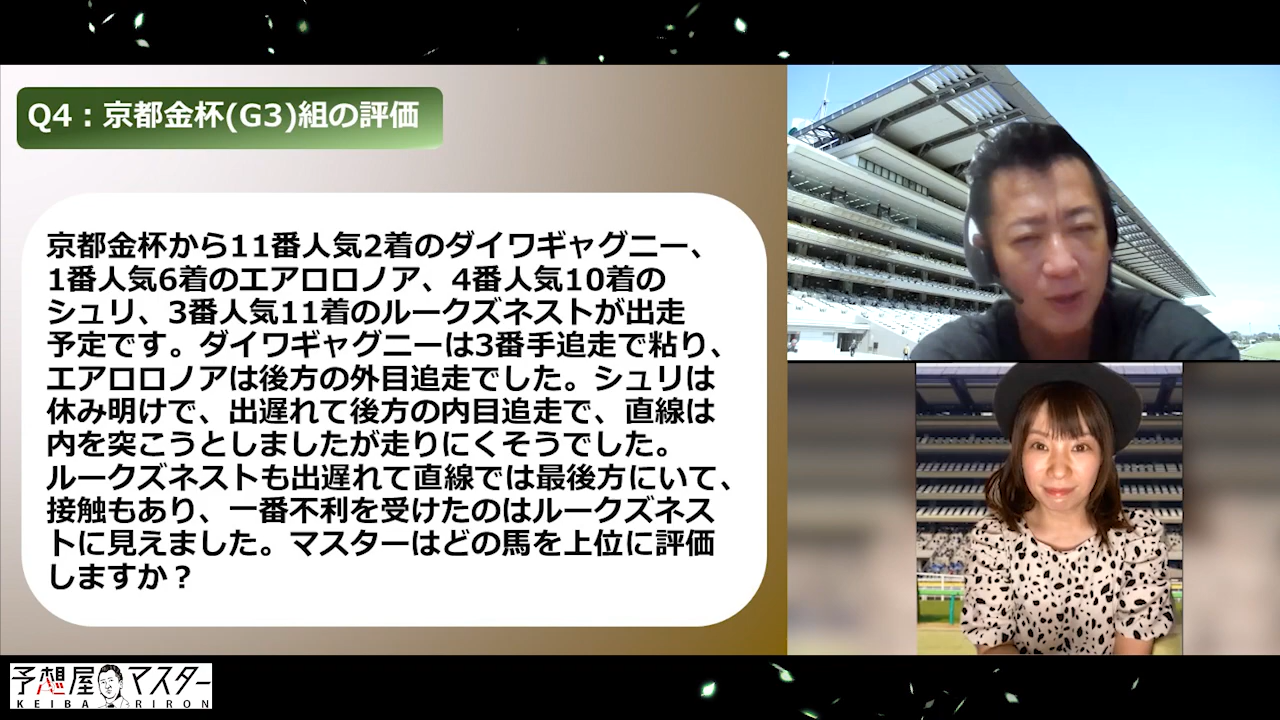 Q4：京都金杯(G3)組の評価
京都金杯から11番人気2着のダイワギャグニー、
1番人気6着のエアロロノア、4番人気10着の
シュリ、3番人気11着のルークズネストが出走
予定です。ダイワギャグニーは3番手追走で粘り、
エアロロノアは後方の外目追走でした。シュリは
休み明けで、出遅れて後方の内目追走で、直線は
内を突こうとしましたが走りにくそうでした。
ルークズネストも出遅れて直線では最後方にいて、
接触もあり、一番不利を受けたのはルークズネス
トに見えました。マスターはどの馬を上位に評価
しますか？
予想屋マスター
KEIBA RIRON